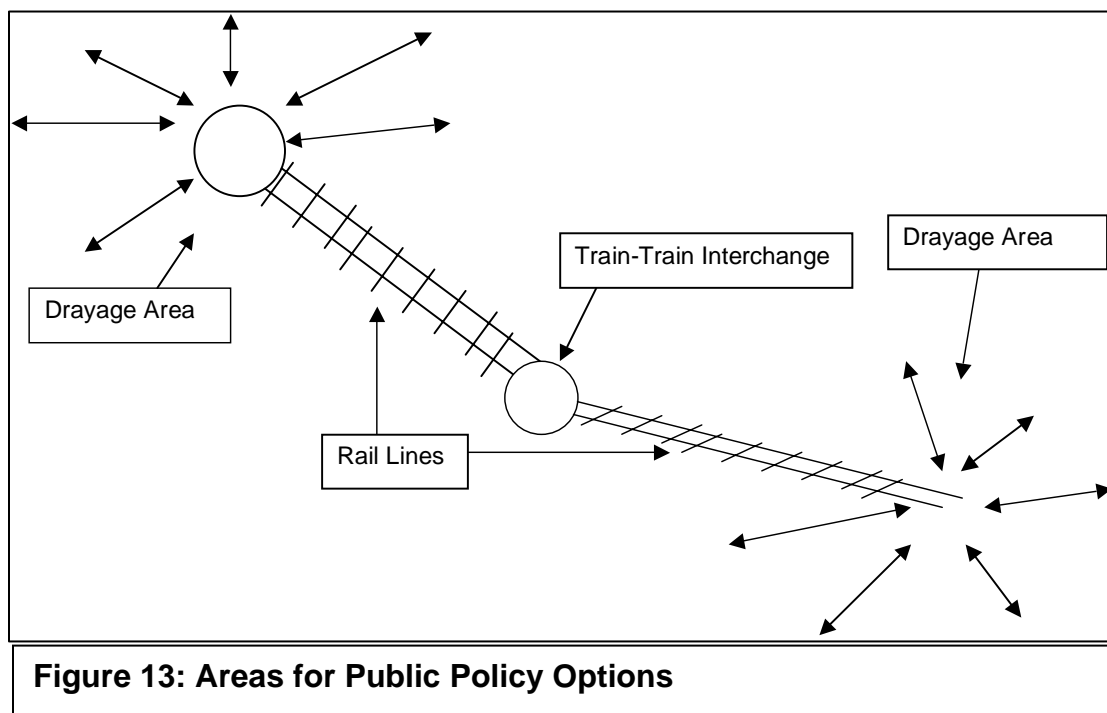 Drayage Area
Train-Train Interchange
Drayage Area
Rail Lines
Figure 13: Areas for Public Policy Options